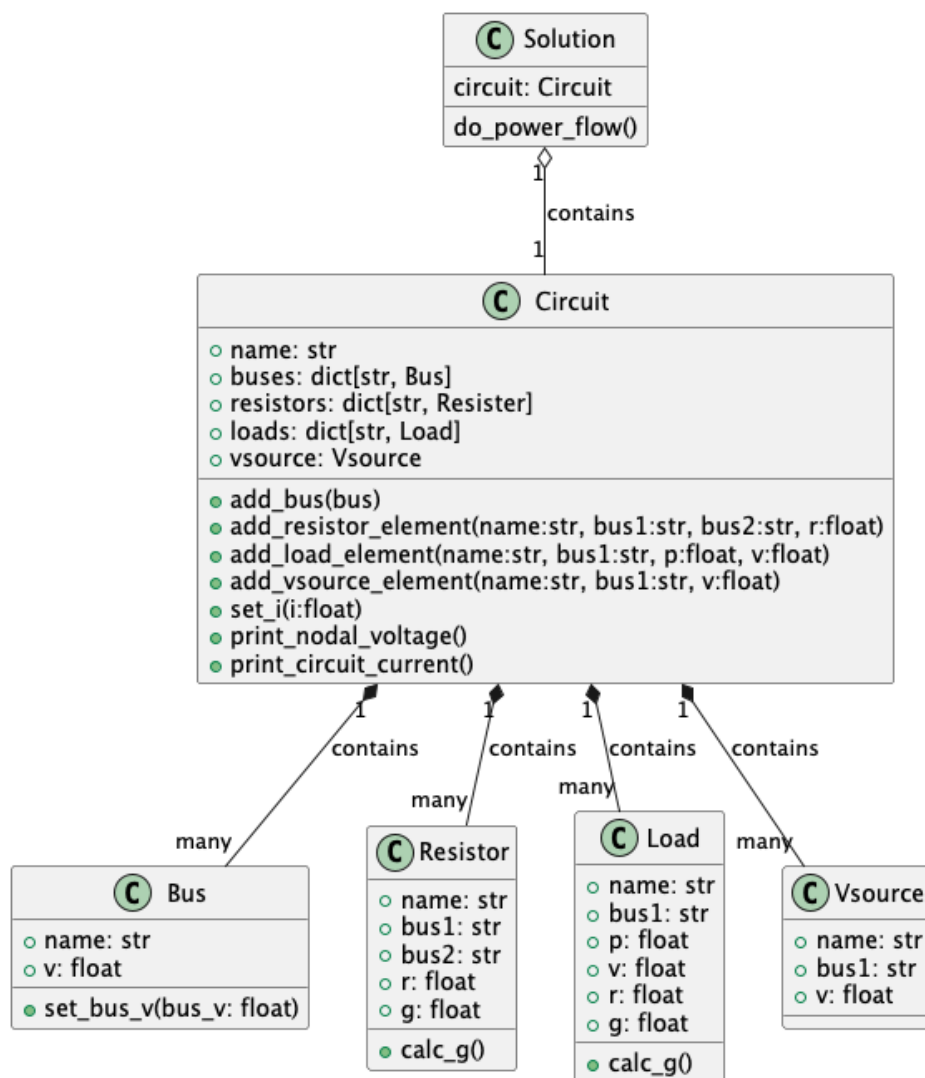 C Solution
circuit: Circuit
do_power_flow()
1
contains
1
C Circuit
name: str
buses: dict[str, Bus]
resistors: dict[str, Resister]
loads: dict[str, Load]
vsource: Vsource
add_bus(bus)
add_resistor_element(name:str, bus1:str, bus2:str, r:float)
add_load_element(name:str, bus1:str, p:float, v:float)
add_vsource_element(name:str, bus1:str, v:float)
set_i(i:float)
print_nodal_voltage()
print_circuit_current()
1 1 1 1
contains contains contains contains
many many many many
C Bus
name: str
v: float
set_bus_v(bus_v: float)
C Resistor
name: str
bus1: str
bus2: str
r: float
g: float
calc_g()
C Load
name: str
bus1: str
p: float
v: float
r: float
g: float
calc_g()
C Vsource
name: str
bus1: str
v: float